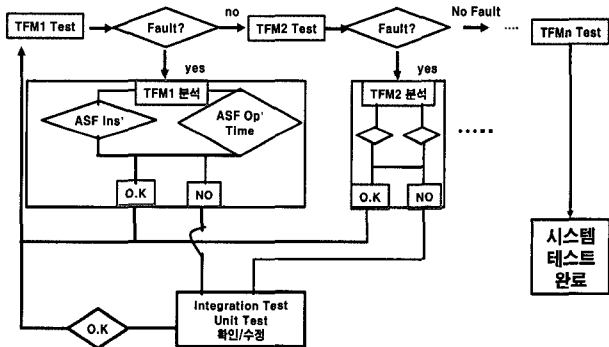 TFM1 Test
Fault?
no
TFM2 Test
Fault?
No Fault
....
TFMn Test
yes
yes
TFM1 분석
ASF Ins'
ASF Op'
Time
O.K
NO
TFM2 분석
.....
O.K
NO
시스템
테스트
완료
Integration Test
Unit Test
확인/수정
O.K